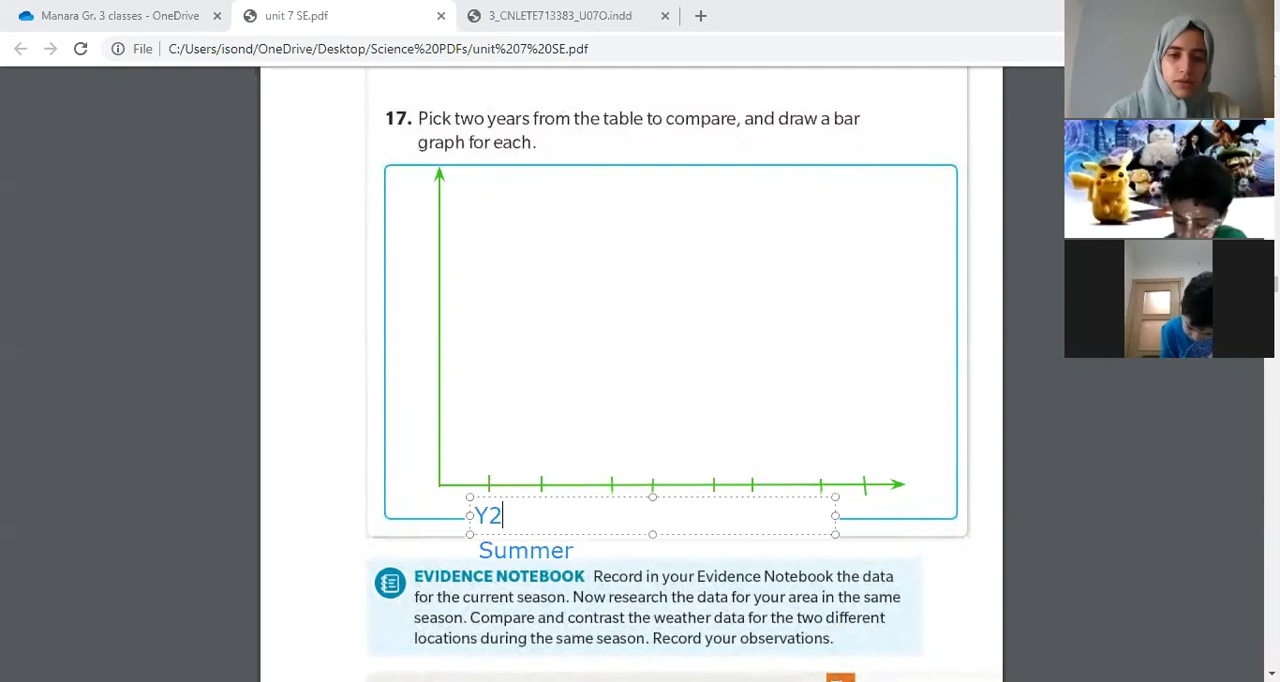 Manara Gr. 3 classes - OneDrive
unit 7 SE.pdf
3_CNLETE713383_U07O.indd
File
C:/Users/isond/OneDrive/Desktop/Science%20PDFs/unit%207%20SE.pdf
17. Pick two years from the table to compare, and draw a bar
graph for each.
Y2
Summer
EVIDENCE NOTEBOOK Record in your Evidence Notebook the data
for the current season. Now research the data for your area in the same
season. Compare and contrast the weather data for the two different
locations during the same season. Record your observations.